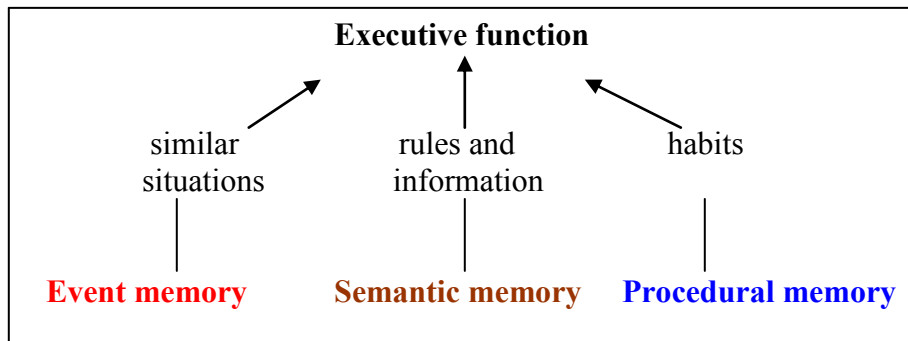 Executive function
similar rules and habits
situations information
Event memory Semantic memory Procedural memory